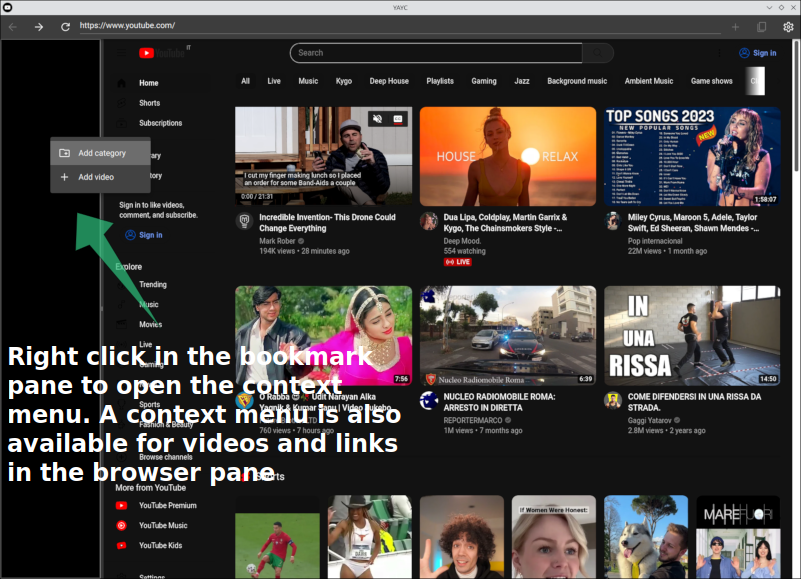 YAYC
https://www.youtube.com/
YouTube IT
Search
Sign in
All
Live
Music
Kygo
Deep House
Playlists
Gaming
Jazz
Background music
Ambient Music
Game shows
Home
Shorts
Subscriptions
Add category
Add video
Sign in to like videos,
comment, and subscribe.
Sign in
Explore
Trending
Music
Movies
Live
Gaming
Sports
Fashion & Beauty
Browse channels
More from YouTube
YouTube Premium
YouTube Music
YouTube Kids
Settings
Right click in the bookmark
pane to open the context
menu. A context menu is also
available for videos and links
in the browser pane
I cut my finger making lunch so I placed
an order for some Band-Aids a couple
0:00 / 21:31
Incredible Invention- This Drone Could
Change Everything
Mark Rober
194K views • 28 minutes ago
HOUSE RELAX
Dua Lipa, Coldplay, Martin Garrix &
Kygo, The Chainsmokers Style -...
Deep Mood.
554 watching
LIVE
TOP SONGS 2023
NEW POPULAR SONGS
NEW
1:58:07
Miley Cyrus, Maroon 5, Adele, Taylor
Swift, Ed Sheeran, Shawn Mendes -...
Pop internacional
22M views • 1 month ago
7:56
O Rabba Udit Narayan Alka
Yagnik & Kumar Sanu | Video Jukebo
760 views • 7 hours ago
Nucleo Radiomobile Roma
6:39
NUCLEO RADIOMOBILE ROMA:
ARRESTO IN DIRETTA
REPORTERMARCO
1M views • 7 months ago
IN
UNA
RISSA
14:50
COME DIFENDERSI IN UNA RISSA DA
STRADA.
Gaggi Yatarov
2.8M views • 2 years ago
Shorts
If Women Were Honest:
MAREFUORI